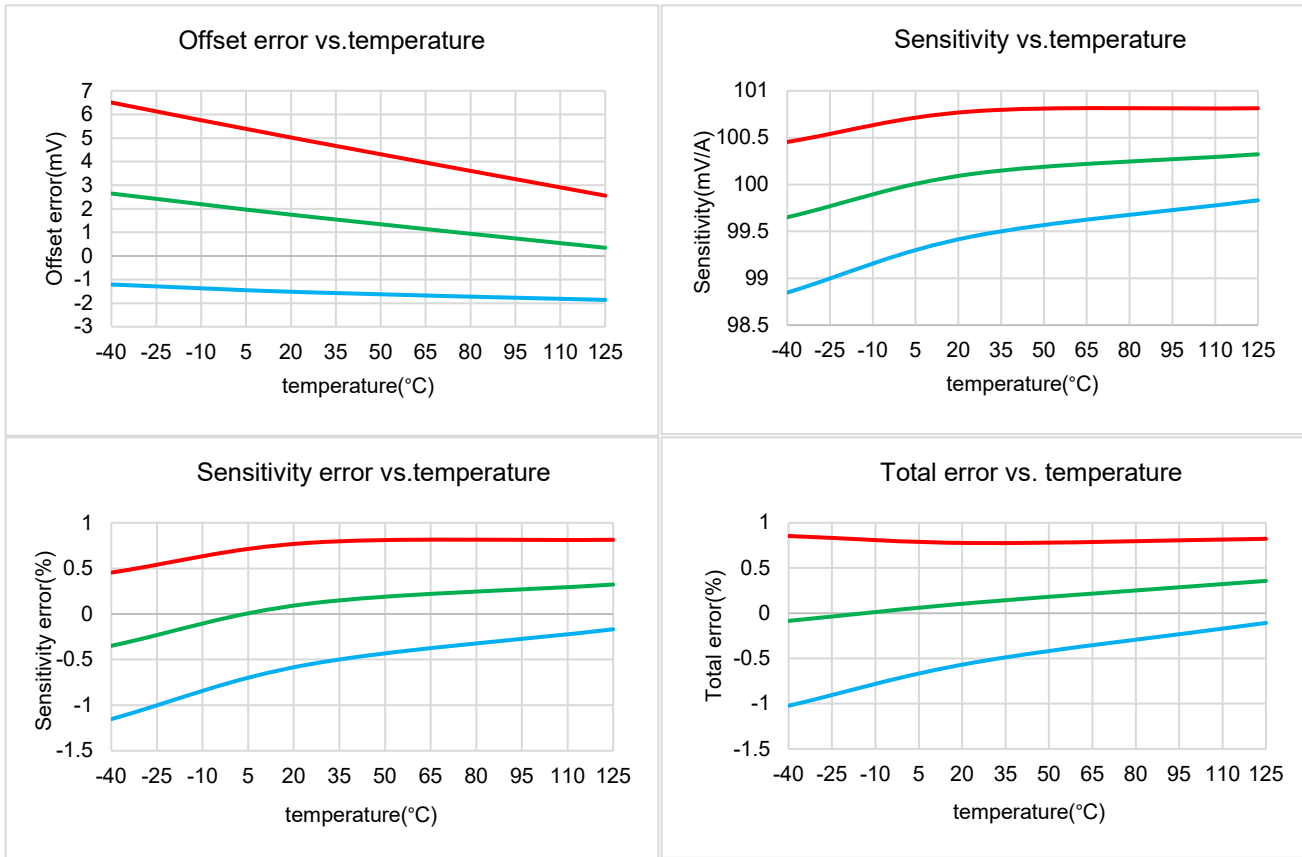 Offset error vs.temperature
Offset error(mV)
7
6
5
4
3
2
1
0
-1
-2
-3
-40 -25 -10 5 20 35 50 65 80 95 110 125
temperature(°C)
Sensitivity vs.temperature
Sensitivity(mV/A)
101
100.5
100
99.5
99
98.5
-40 -25 -10 5 20 35 50 65 80 95 110 125
temperature(°C)
Sensitivity error vs.temperature
Sensitivity error(%)
1
0.5
0
-0.5
-1
-1.5
-40 -25 -10 5 20 35 50 65 80 95 110 125
temperature(°C)
Total error vs. temperature
Total error(%)
1
0.5
0
-0.5
-1
-1.5
-40 -25 -10 5 20 35 50 65 80 95 110 125
temperature(°C)